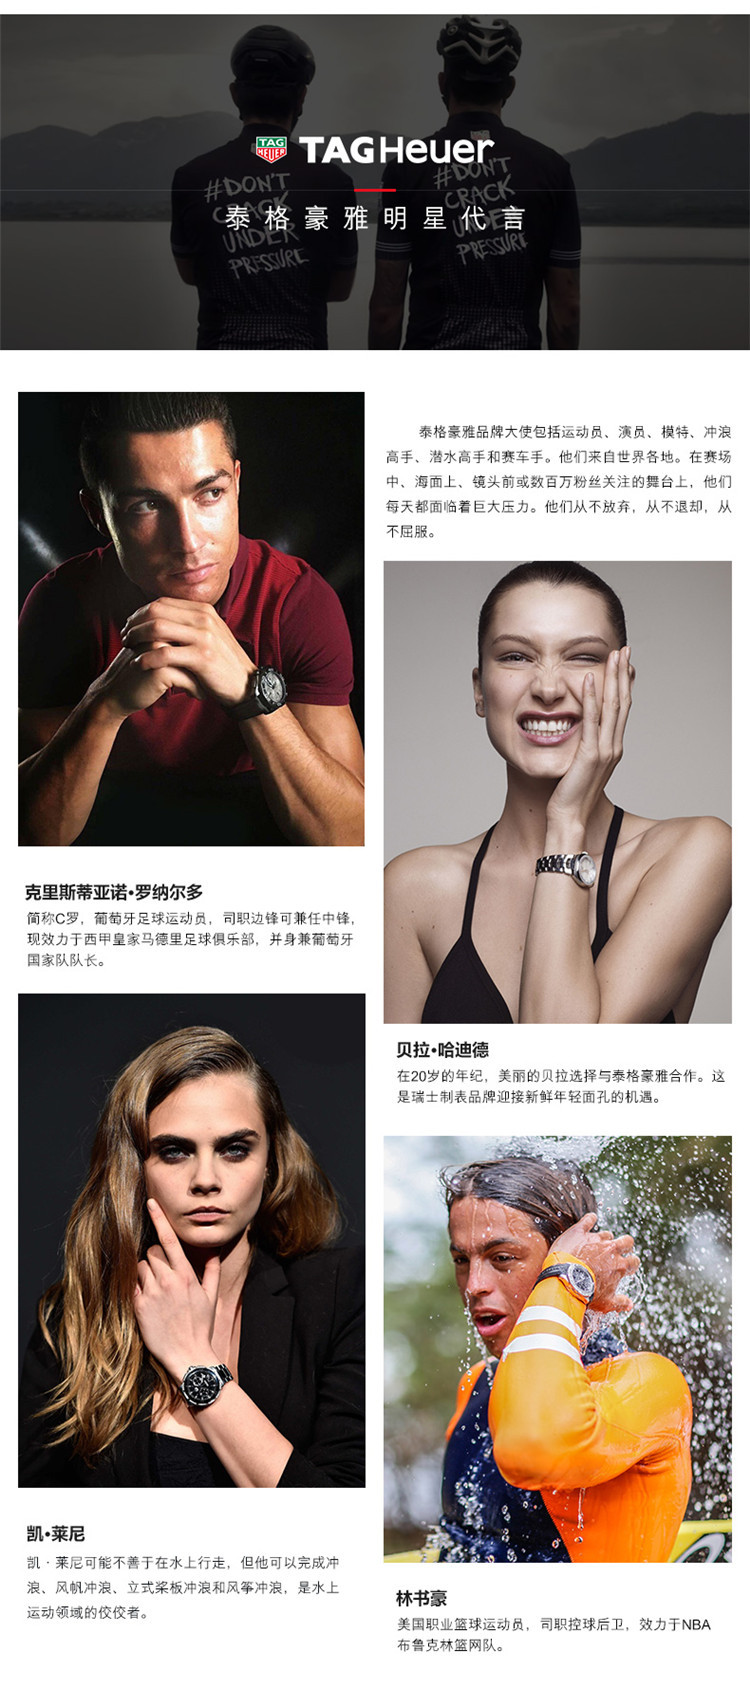 TAG
HEUER
TAGHeuer
#DON'T
CRACK
UNDER
PRESSURE
#DON'T
CRACK
UNDER
PRESSURE
泰格豪雅明星代言
泰格豪雅品牌大使包括运动员、演员、模特、冲浪
高手、潜水高手和赛车手。他们来自世界各地。在赛场
中、海面上、镜头前或数百万粉丝关注的舞台上，他们
每天都面临着巨大压力。他们从不放弃，从不退却，从
不屈服。
克里斯蒂亚诺•罗纳尔多
简称C罗，葡萄牙足球运动员，司职边锋可兼任中锋，
现效力于西甲皇家马德里足球俱乐部，并身兼葡萄牙
国家队队长。
贝拉•哈迪德
在20岁的年纪，美丽的贝拉选择与泰格豪雅合作。这
是瑞士制表品牌迎接新鲜年轻面孔的机遇。
凯•莱尼
凯 · 莱尼可能不善于在水上行走，但他可以完成冲
浪、风帆冲浪、立式桨板冲浪和风筝冲浪，是水上
运动领域的佼佼者。
林书豪
美国职业篮球运动员，司职控球后卫，效力于NBA
布鲁克林篮网队。